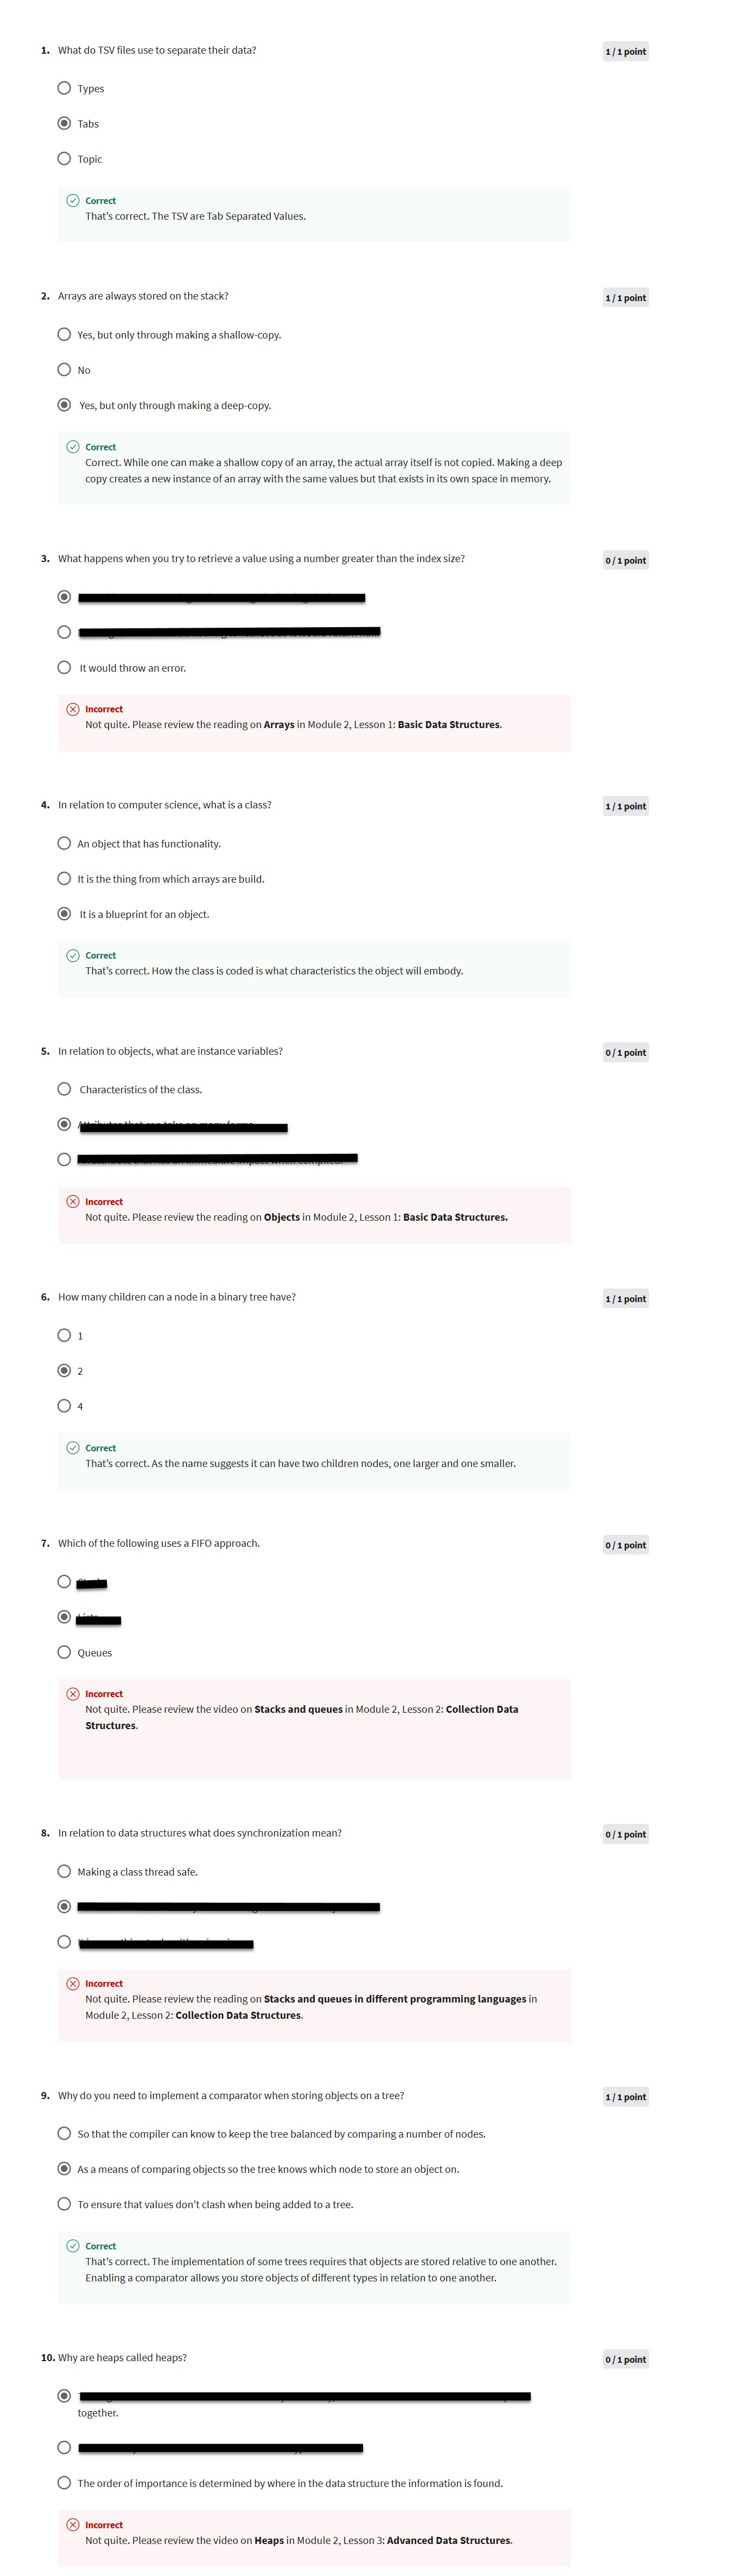 1. What do TSV files use to separate their data?
1 / 1 point
Types
Tabs
Topic
Correct
That's correct. The TSV are Tab Separated Values.
2. Arrays are always stored on the stack?
1 / 1 point
Yes, but only through making a shallow-copy.
No
Yes, but only through making a deep-copy.
Correct
Correct. While one can make a shallow copy of an array, the actual array itself is not copied. Making a deep
copy creates a new instance of an array with the same values but that exists in its own space in memory.
3. What happens when you try to retrieve a value using a number greater than the index size?
0 / 1 point
It would throw an error.
Incorrect
Not quite. Please review the reading on Arrays in Module 2, Lesson 1: Basic Data Structures.
4. In relation to computer science, what is a class?
1 / 1 point
An object that has functionality.
It is the thing from which arrays are build.
It is a blueprint for an object.
Correct
That's correct. How the class is coded is what characteristics the object will embody.
5. In relation to objects, what are instance variables?
0 / 1 point
Characteristics of the class.
Incorrect
Not quite. Please review the reading on Objects in Module 2, Lesson 1: Basic Data Structures.
6. How many children can a node in a binary tree have?
1 / 1 point
1
2
4
Correct
That's correct. As the name suggests it can have two children nodes, one larger and one smaller.
7. Which of the following uses a FIFO approach.
0 / 1 point
Queues
Incorrect
Not quite. Please review the video on Stacks and queues in Module 2, Lesson 2: Collection Data
Structures.
8. In relation to data structures what does synchronization mean?
0 / 1 point
Making a class thread safe.
Incorrect
Not quite. Please review the reading on Stacks and queues in different programming languages in
Module 2, Lesson 2: Collection Data Structures.
9. Why do you need to implement a comparator when storing objects on a tree?
1 / 1 point
So that the compiler can know to keep the tree balanced by comparing a number of nodes.
As a means of comparing objects so the tree knows which node to store an object on.
To ensure that values don't clash when being added to a tree.
Correct
That's correct. The implementation of some trees requires that objects are stored relative to one another.
Enabling a comparator allows you store objects of different types in relation to one another.
10. Why are heaps called heaps?
0 / 1 point
together.
The order of importance is determined by where in the data structure the information is found.
Incorrect
Not quite. Please review the video on Heaps in Module 2, Lesson 3: Advanced Data Structures.